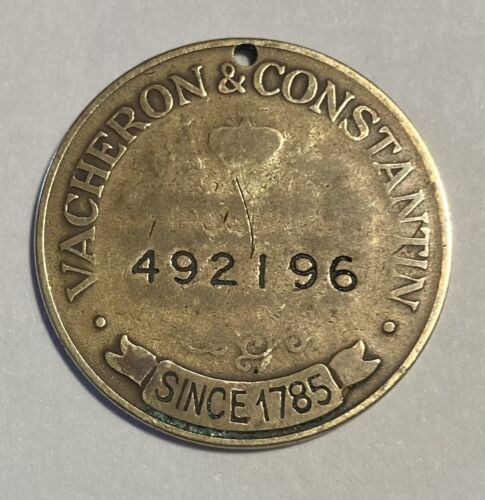 VACHERON & CONSTANTIN
492196
SINCE 1785